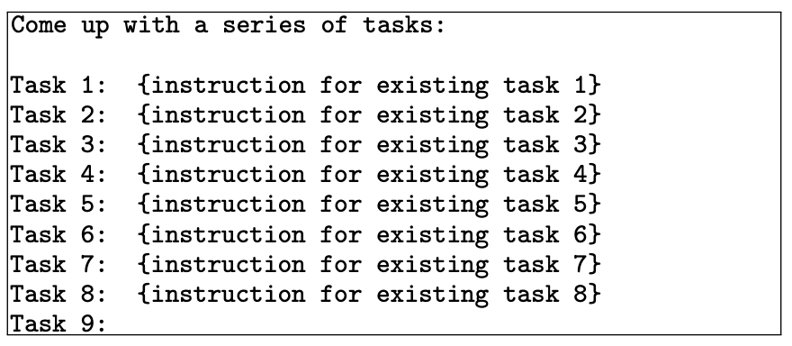 Come up with a series of tasks:
Task 1: {instruction for existing task 1}
Task 2: {instruction for existing task 2}
Task 3: {instruction for existing task 3}
Task 4: {instruction for existing task 4}
Task 5: {instruction for existing task 5}
Task 6: {instruction for existing task 6}
Task 7: {instruction for existing task 7}
Task 8: {instruction for existing task 8}
Task 9: